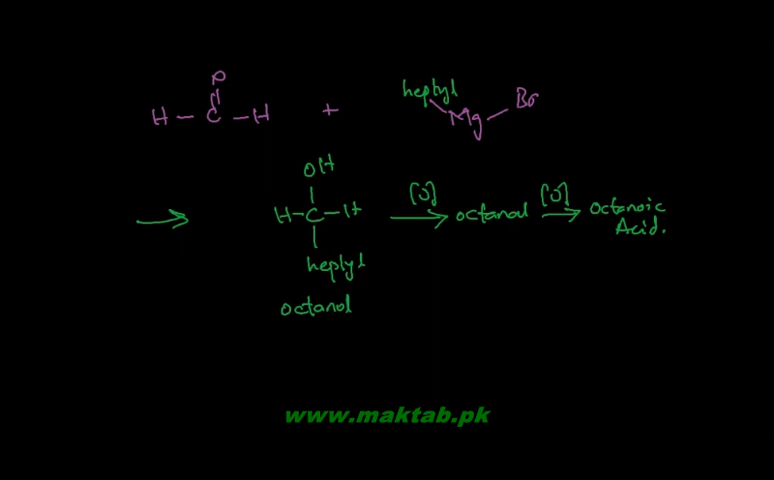 O
heptyl
H - C - H + Mg Br
OH
H - C - H [O] octanal [O] octanoic Acid.
heptyl
octanol
www.maktab.pk